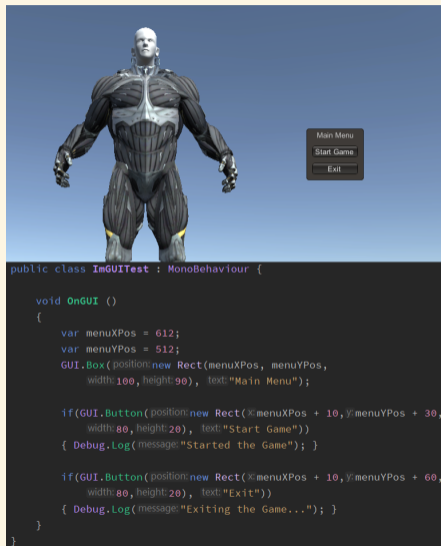 Main Menu
Start Game
Exit
public class ImGUITest : MonoBehaviour {
void OnGUI ()
{
var menuXPos = 612;
var menuYPos = 512;
GUI.Box( position: new Rect(menuXPos, menuYPos,
width: 100, height: 90), text: "Main Menu");
if(GUI.Button( position: new Rect( x: menuXPos + 10, y: menuYPos + 30,
width: 80, height: 20), text: "Start Game"))
{ Debug.Log( message: "Started the Game"); }
if(GUI.Button( position: new Rect( x: menuXPos + 10, y: menuYPos + 60,
width: 80, height: 20), text: "Exit"))
{ Debug.Log( message: "Exiting the Game..."); }
}
}